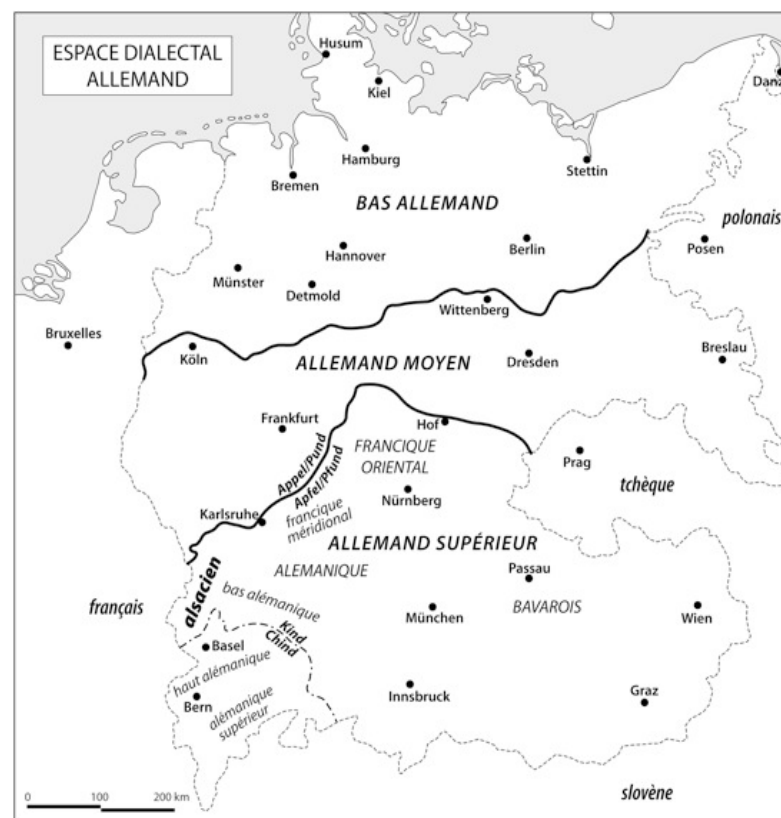 ESPACE DIALECTAL
ALLEMAND
Husum
Kiel
Danz
Hamburg
Bremen
Stettin
BAS ALLEMAND
polonais
Posen
Berlin
Hannover
Münster
Detmold
Wittenberg
Bruxelles
Köln
ALLEMAND MOYEN
Dresden
Breslau
Frankfurt
Hof
Appel/Pund
Apfel/Pfund
FRANCIQUE
ORIENTAL
Prag
tchèque
Karlsruhe
francique
méridional
Nürnberg
ALLEMAND SUPÉRIEUR
ALEMANIQUE
Passau
français
alsacien
bas alémanique
München
BAVAROIS
Wien
Kind
Chind
Basel
haut alémanique
Bern
alémanique
supérieur
Innsbruck
Graz
slovène
0 100 200 km